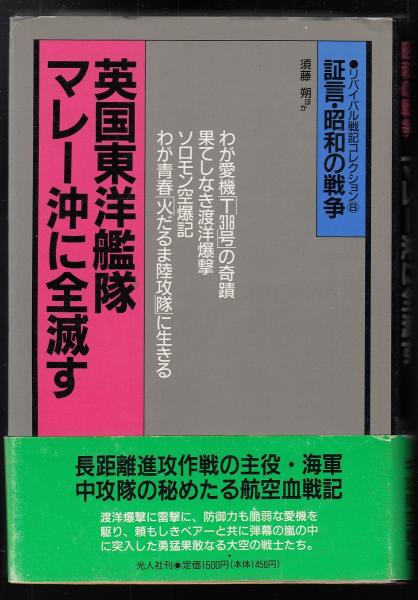 ●リバイバル戦記コレクション⑧
証言・昭和の戦争
須藤 朔ほか
わが愛機「T318号」の奇蹟
果てしなき渡洋爆撃
ソロモン空爆記
わが青春「火だるま陸攻隊」に生きる
英国東洋艦隊
マレー沖に全滅す
長距離進攻作戦の主役・海軍
中攻隊の秘めたる航空血戦記
渡洋爆撃に雷撃に、防御力も脆弱な愛機を
駆り、頼もしきペアーと共に弾幕の嵐の中
に突入した勇猛果敢なる大空の戦士たち。
光人社刊●定価1500円(本体1456円)